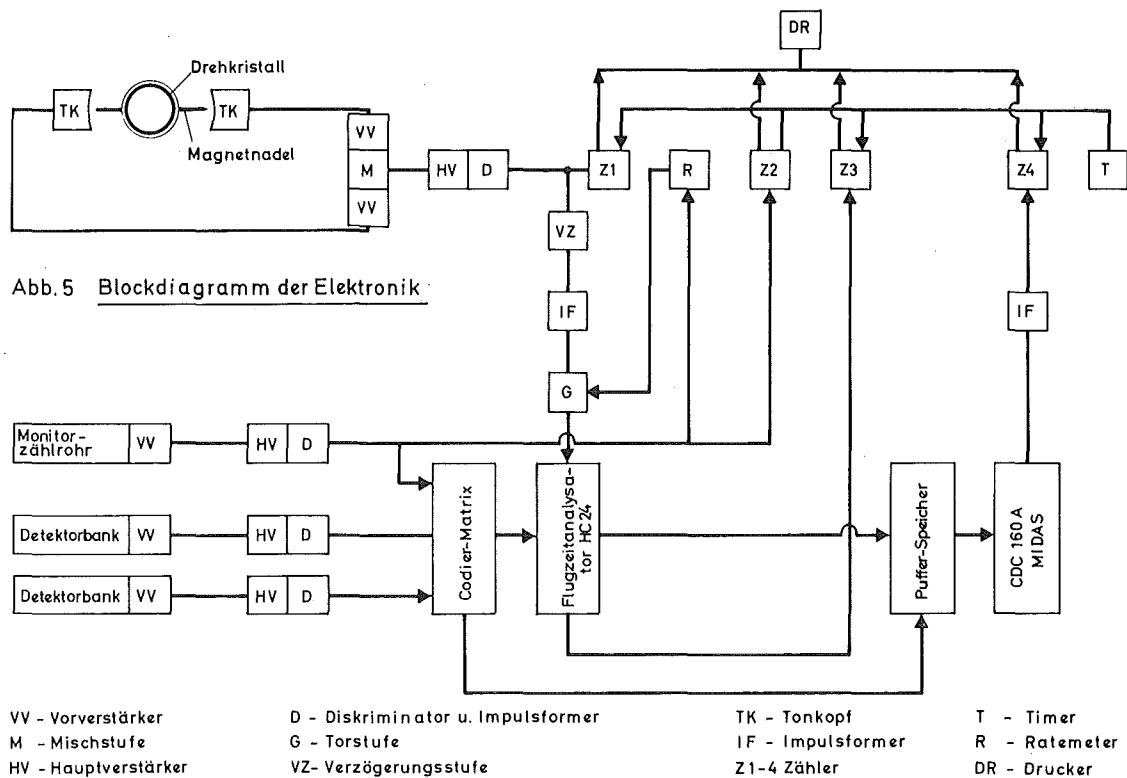 DR
Drehkristall
TK
TK
Magnetnadel
VV
M
VV
HV
D
Z1
R
Z2
Z3
Z4
T
VZ
Abb.5 Blockdiagramm der Elektronik
IF
IF
G
Monitor-
zählrohr
VV
HV
D
Detektorbank
VV
HV
D
Detektorbank
VV
HV
D
Codier-Matrix
Flugzeitanalysa-
tor HC24
Puffer-Speicher
CDC 160A
MIDAS
VV - Vorverstärker
M - Mischstufe
HV - Hauptverstärker
D - Diskriminator u. Impulsformer
G - Torstufe
VZ- Verzögerungsstufe
TK - Tonkopf
IF - Impulsformer
Z1-4 Zähler
T - Timer
R - Ratemeter
DR - Drucker